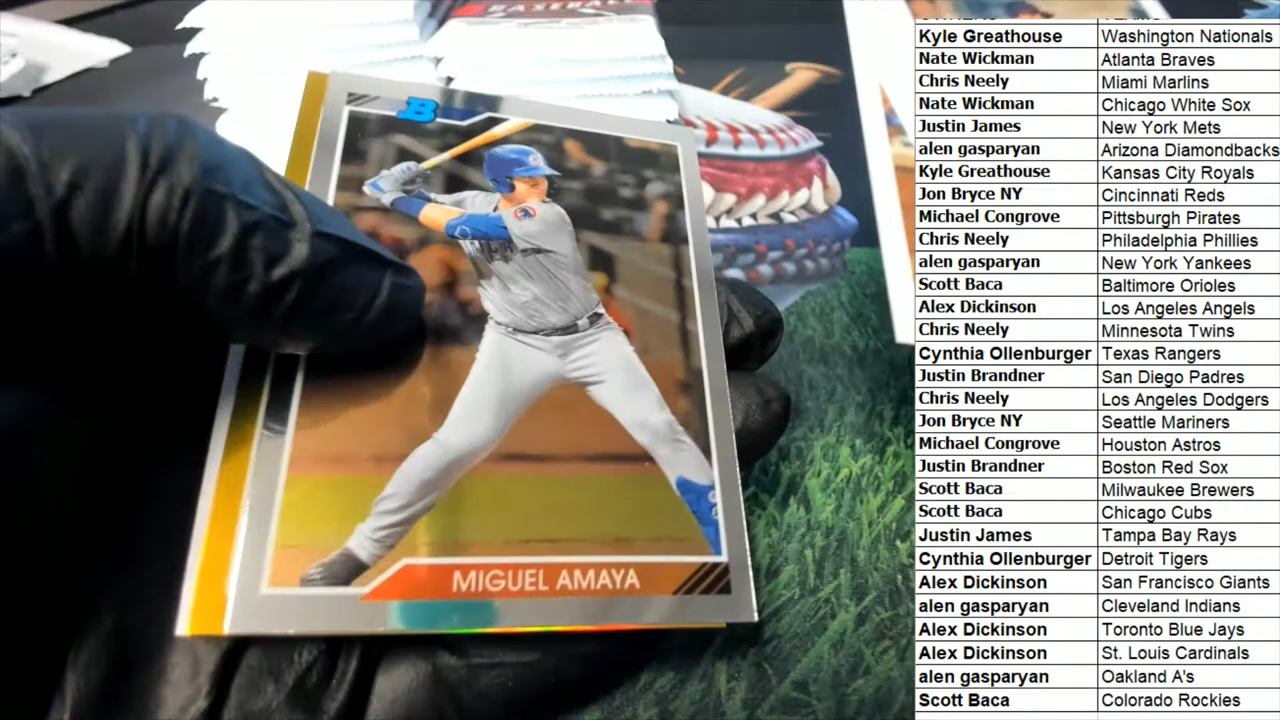 BASEBALL
B
MIGUEL AMAYA
Kyle Greathouse Washington Nationals
Nate Wickman Atlanta Braves
Chris Neely Miami Marlins
Nate Wickman Chicago White Sox
Justin James New York Mets
alen gasparyan Arizona Diamondbacks
Kyle Greathouse Kansas City Royals
Jon Bryce NY Cincinnati Reds
Michael Congrove Pittsburgh Pirates
Chris Neely Philadelphia Phillies
alen gasparyan New York Yankees
Scott Baca Baltimore Orioles
Alex Dickinson Los Angeles Angels
Chris Neely Minnesota Twins
Cynthia Ollenburger Texas Rangers
Justin Brandner San Diego Padres
Chris Neely Los Angeles Dodgers
Jon Bryce NY Seattle Mariners
Michael Congrove Houston Astros
Justin Brandner Boston Red Sox
Scott Baca Milwaukee Brewers
Scott Baca Chicago Cubs
Justin James Tampa Bay Rays
Cynthia Ollenburger Detroit Tigers
Alex Dickinson San Francisco Giants
alen gasparyan Cleveland Indians
Alex Dickinson Toronto Blue Jays
Alex Dickinson St. Louis Cardinals
alen gasparyan Oakland A's
Scott Baca Colorado Rockies